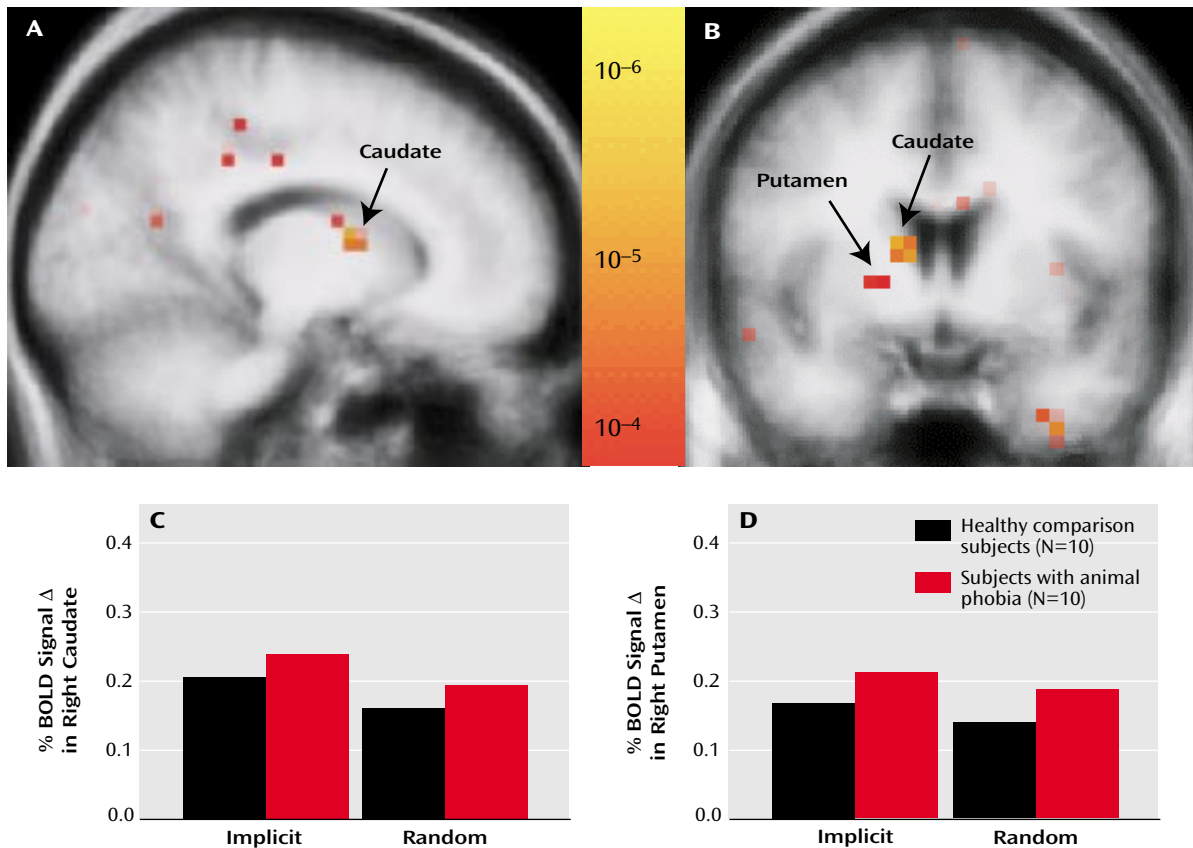 A
Caudate
10–6
10–5
10–4
B
Caudate
Putamen
C
% BOLD Signal Δ
in Right Caudate
0.4
0.3
0.2
0.1
0.0
Implicit
Random
D
Healthy comparison
subjects (N=10)
Subjects with animal
phobia (N=10)
% BOLD Signal Δ
in Right Putamen
0.4
0.3
0.2
0.1
0.0
Implicit
Random